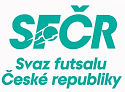 SFČR
Svaz futsalu
České republiky